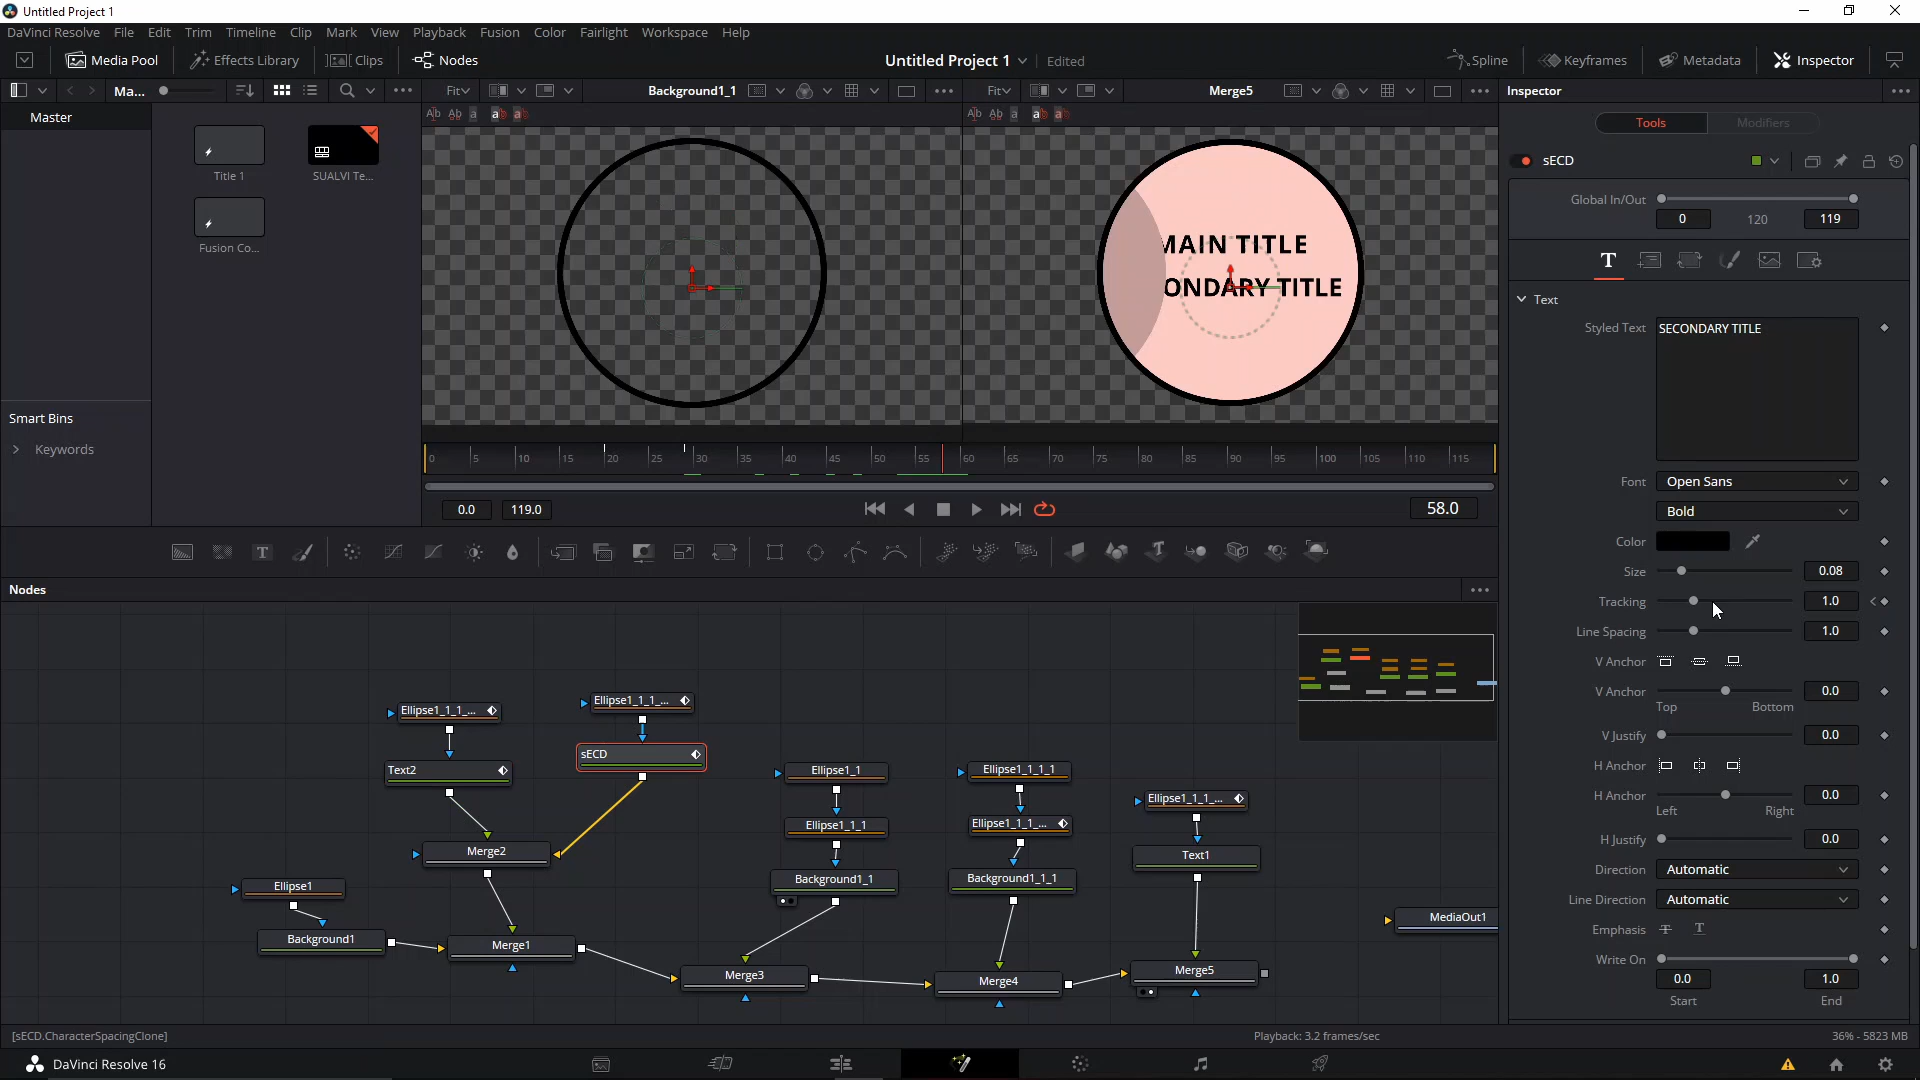 Untitled Project 1
DaVinci Resolve File Edit Trim Timeline Clip Mark View Playback Fusion Color Fairlight Workspace Help
Media Pool Effects Library Clips Nodes Untitled Project 1 Edited Spline Keyframes Metadata Inspector
Ma... Fit Background1_1 Fit Merge5 Inspector
Master
Title 1
SUALVI Te...
Fusion Co...
Smart Bins
Keywords
MAIN TITLE
ONDARY TITLE
0 5 10 15 20 25 30 35 40 45 50 55 60 65 70 75 80 85 90 95 100 105 110 115
0.0 119.0 58.0
Nodes
Ellipse1_1_1_...
Ellipse1_1_1_...
sECD
Text2
Ellipse1_1
Ellipse1_1_1_1
Ellipse1_1_1_...
Ellipse1_1_1
Ellipse1_1_1_...
Merge2
Text1
Background1_1
Background1_1_1
Ellipse1
MediaOut1
Background1
Merge1
Merge3
Merge4
Merge5
Tools Modifiers
sECD
Global In/Out
0 120 119
T
Text
Styled Text SECONDARY TITLE
Font Open Sans
Bold
Color
Size 0.08
Tracking 1.0
Line Spacing 1.0
V Anchor
V Anchor 0.0
Top Bottom
V Justify 0.0
H Anchor
H Anchor 0.0
Left Right
H Justify 0.0
Direction Automatic
Line Direction Automatic
Emphasis T T
Write On
0.0 1.0
Start End
[sECD.CharacterSpacingClone] Playback: 3.2 frames/sec 36% - 5823 MB
DaVinci Resolve 16